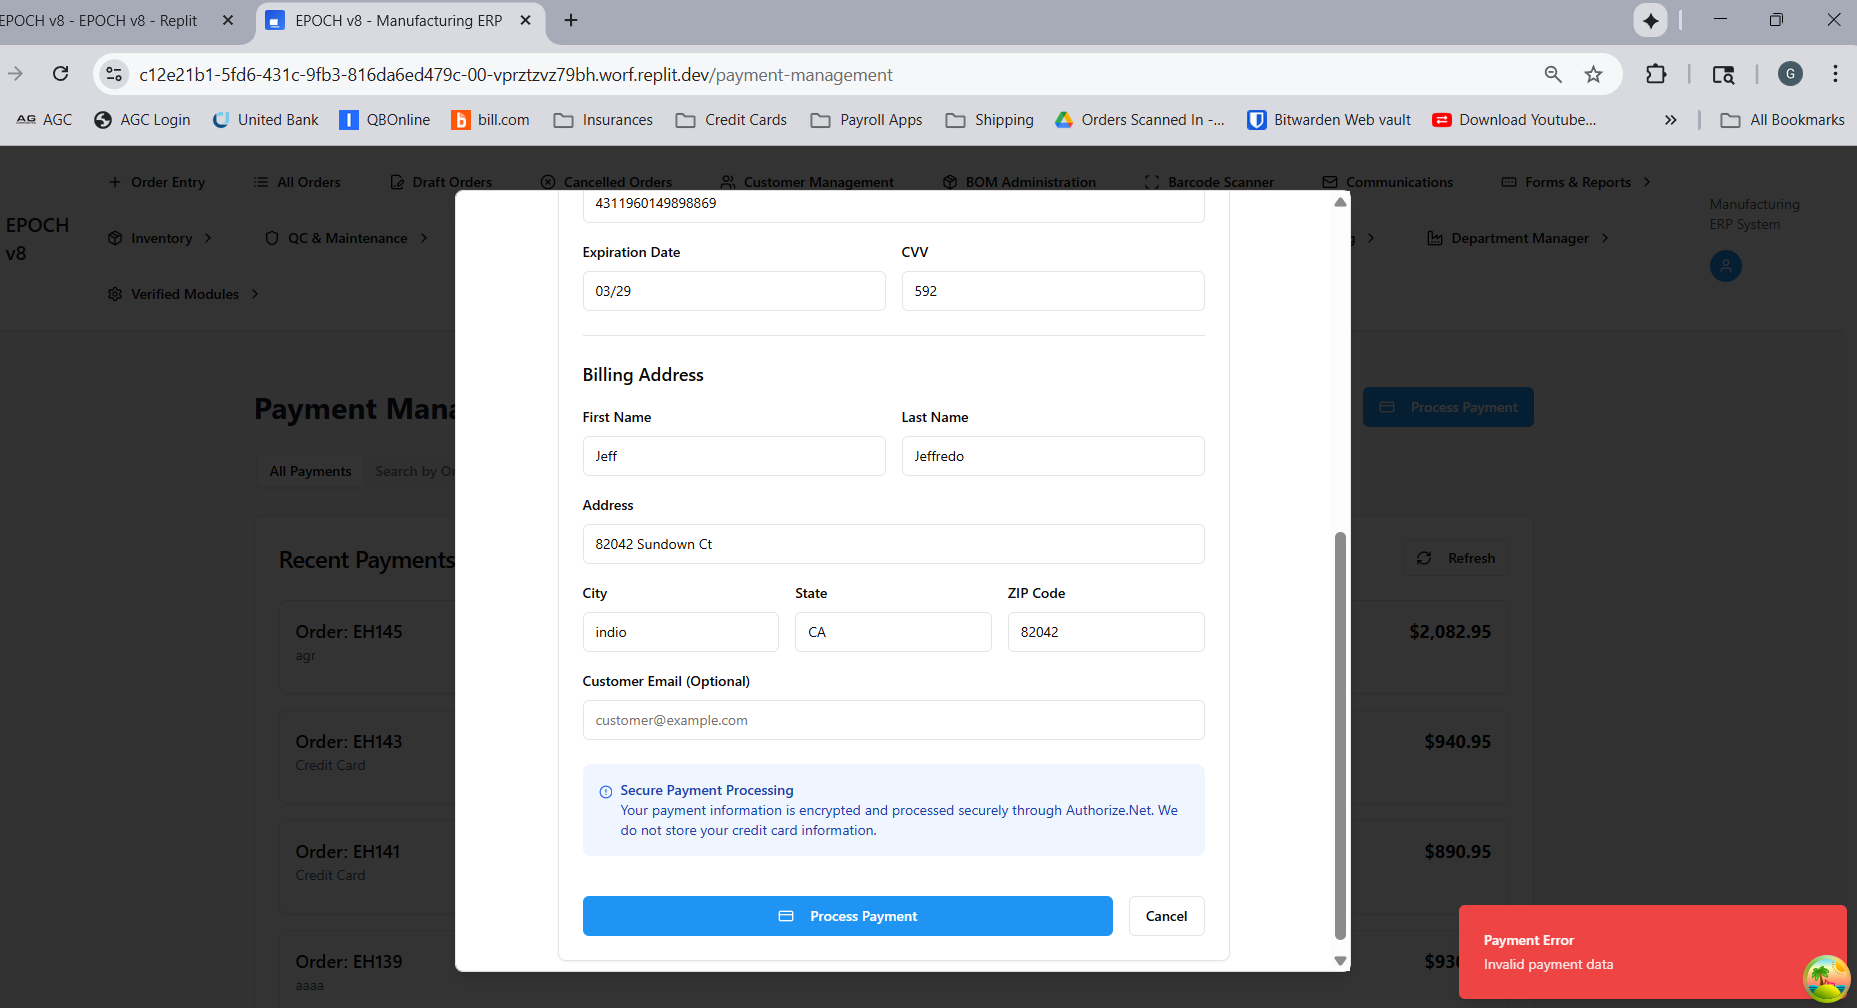 EPOCH v8 - EPOCH v8 - Replit
EPOCH v8 - Manufacturing ERP
c12e21b1-5fd6-431c-9fb3-816da6ed479c-00-vprztzvz79bh.worf.replit.dev/payment-management
G
AG AGC
AGC Login
United Bank
QBOnline
bill.com
Insurances
Credit Cards
Payroll Apps
Shipping
Orders Scanned In -...
Bitwarden Web vault
Download Youtube...
All Bookmarks
EPOCH v8
Order Entry
All Orders
Draft Orders
Cancelled Orders
Customer Management
BOM Administration
Barcode Scanner
Communications
Forms & Reports
Inventory
QC & Maintenance
g
Department Manager
Verified Modules
Manufacturing
ERP System
Payment Mana
Process Payment
All Payments
Search by Or
Recent Payments
Refresh
Order: EH145
agr
$2,082.95
Order: EH143
Credit Card
$940.95
Order: EH141
Credit Card
$890.95
Order: EH139
aaaa
$936
4311960149898869
Expiration Date
CVV
03/29
592
Billing Address
First Name
Last Name
Jeff
Jeffredo
Address
82042 Sundown Ct
City
State
ZIP Code
indio
CA
82042
Customer Email (Optional)
customer@example.com
Secure Payment Processing
Your payment information is encrypted and processed securely through Authorize.Net. We
do not store your credit card information.
Process Payment
Cancel
Payment Error
Invalid payment data